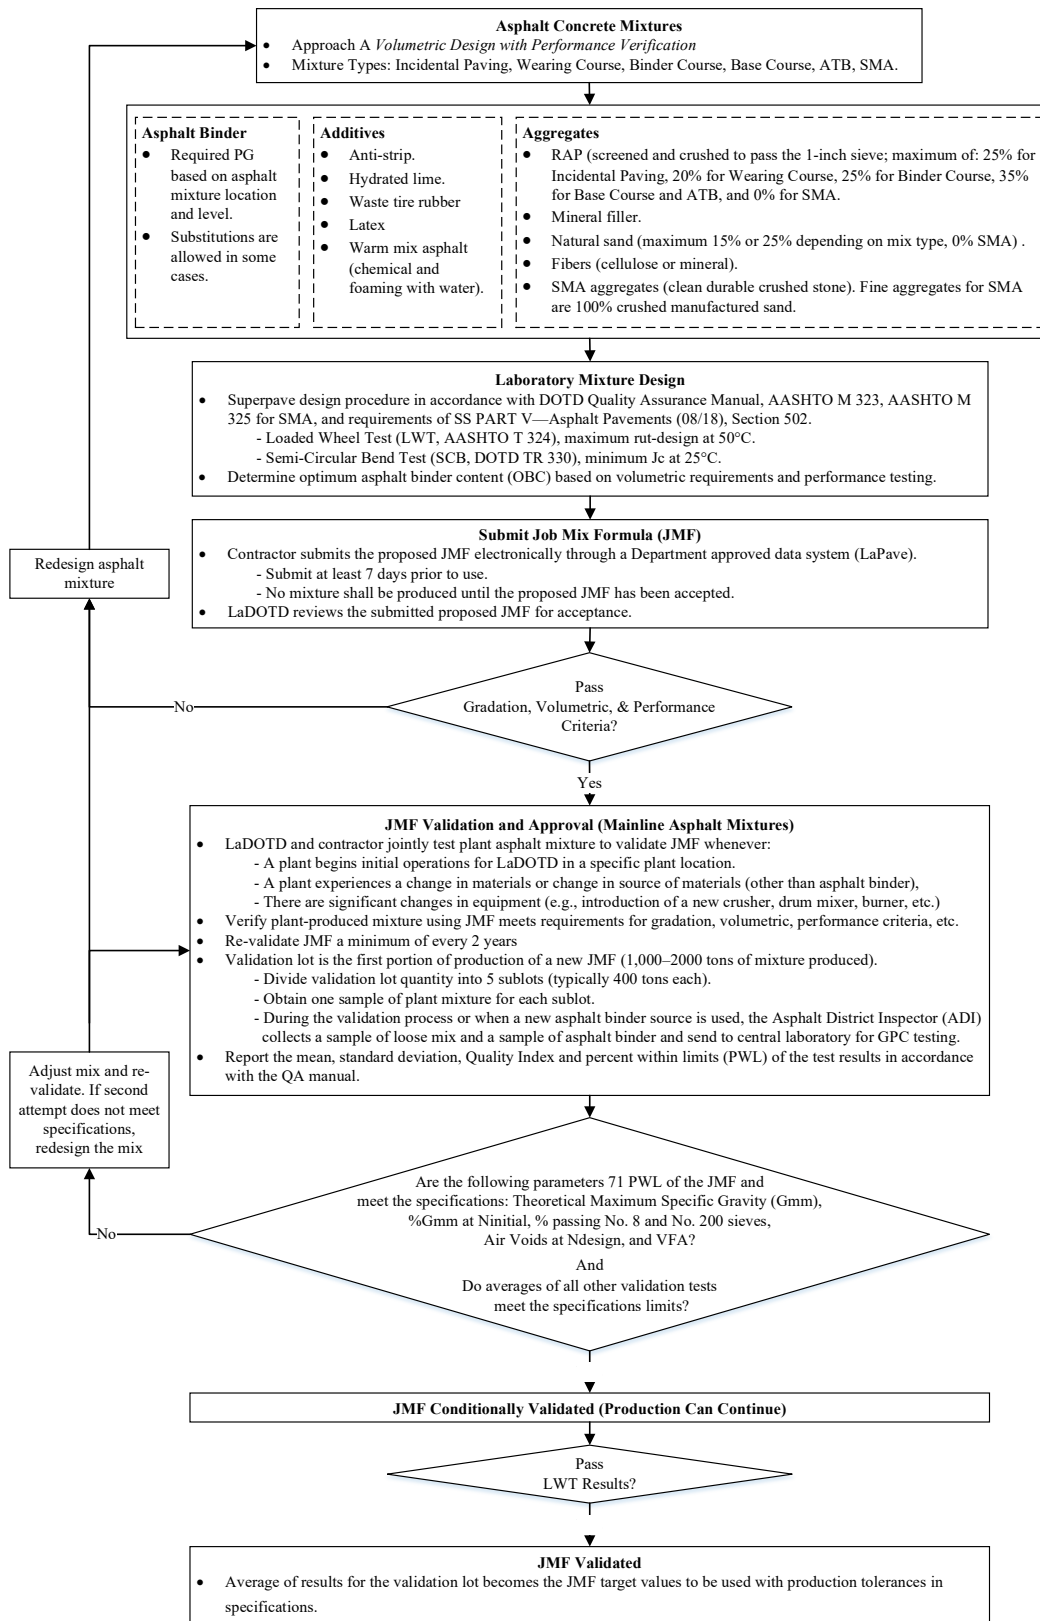 Asphalt Concrete Mixtures
● Approach A Volumetric Design with Performance Verification
● Mixture Types: Incidental Paving, Wearing Course, Binder Course, Base Course, ATB, SMA.
Asphalt Binder
● Required PG
based on asphalt
mixture location
and level.
● Substitutions are
allowed in some
cases.
Additives
● Anti-strip.
● Hydrated lime.
● Waste tire rubber
● Latex
● Warm mix asphalt
(chemical and
foaming with water).
Aggregates
● RAP (screened and crushed to pass the 1-inch sieve; maximum of: 25% for
Incidental Paving, 20% for Wearing Course, 25% for Binder Course, 35%
for Base Course and ATB, and 0% for SMA.
● Mineral filler.
● Natural sand (maximum 15% or 25% depending on mix type, 0% SMA) .
● Fibers (cellulose or mineral).
● SMA aggregates (clean durable crushed stone). Fine aggregates for SMA
are 100% crushed manufactured sand.
Laboratory Mixture Design
● Superpave design procedure in accordance with DOTD Quality Assurance Manual, AASHTO M 323, AASHTO M
325 for SMA, and requirements of SS PART V—Asphalt Pavements (08/18), Section 502.
- Loaded Wheel Test (LWT, AASHTO T 324), maximum rut-design at 50°C.
- Semi-Circular Bend Test (SCB, DOTD TR 330), minimum Jc at 25°C.
● Determine optimum asphalt binder content (OBC) based on volumetric requirements and performance testing.
Submit Job Mix Formula (JMF)
● Contractor submits the proposed JMF electronically through a Department approved data system (LaPave).
- Submit at least 7 days prior to use.
- No mixture shall be produced until the proposed JMF has been accepted.
● LaDOTD reviews the submitted proposed JMF for acceptance.
Redesign asphalt
mixture
Pass
Gradation, Volumetric, & Performance
Criteria?
No
Yes
JMF Validation and Approval (Mainline Asphalt Mixtures)
● LaDOTD and contractor jointly test plant asphalt mixture to validate JMF whenever:
- A plant begins initial operations for LaDOTD in a specific plant location.
- A plant experiences a change in materials or change in source of materials (other than asphalt binder),
- There are significant changes in equipment (e.g., introduction of a new crusher, drum mixer, burner, etc.)
● Verify plant-produced mixture using JMF meets requirements for gradation, volumetric, performance criteria, etc.
● Re-validate JMF a minimum of every 2 years
● Validation lot is the first portion of production of a new JMF (1,000–2000 tons of mixture produced).
- Divide validation lot quantity into 5 sublots (typically 400 tons each).
- Obtain one sample of plant mixture for each sublot.
- During the validation process or when a new asphalt binder source is used, the Asphalt District Inspector (ADI)
collects a sample of loose mix and a sample of asphalt binder and send to central laboratory for GPC testing.
● Report the mean, standard deviation, Quality Index and percent within limits (PWL) of the test results in accordance
with the QA manual.
Adjust mix and re-
validate. If second
attempt does not meet
specifications,
redesign the mix
Are the following parameters 71 PWL of the JMF and
meet the specifications: Theoretical Maximum Specific Gravity (Gmm),
%Gmm at Ninitial, % passing No. 8 and No. 200 sieves,
Air Voids at Ndesign, and VFA?
And
Do averages of all other validation tests
meet the specifications limits?
No
JMF Conditionally Validated (Production Can Continue)
Pass
LWT Results?
JMF Validated
● Average of results for the validation lot becomes the JMF target values to be used with production tolerances in
specifications.